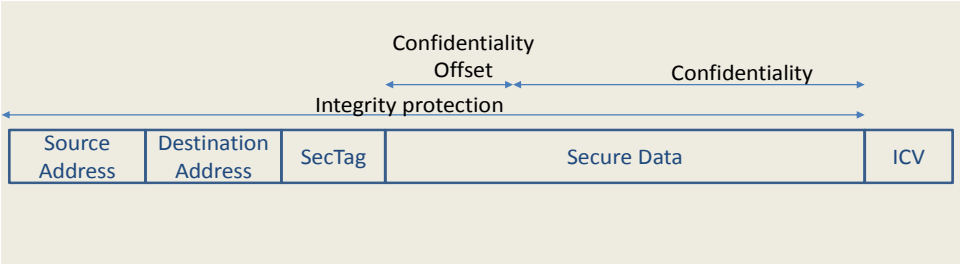 Confidentiality
Offset
Confidentiality
Integrity protection
Source
Address
Destination
Address
SecTag
Secure Data
ICV